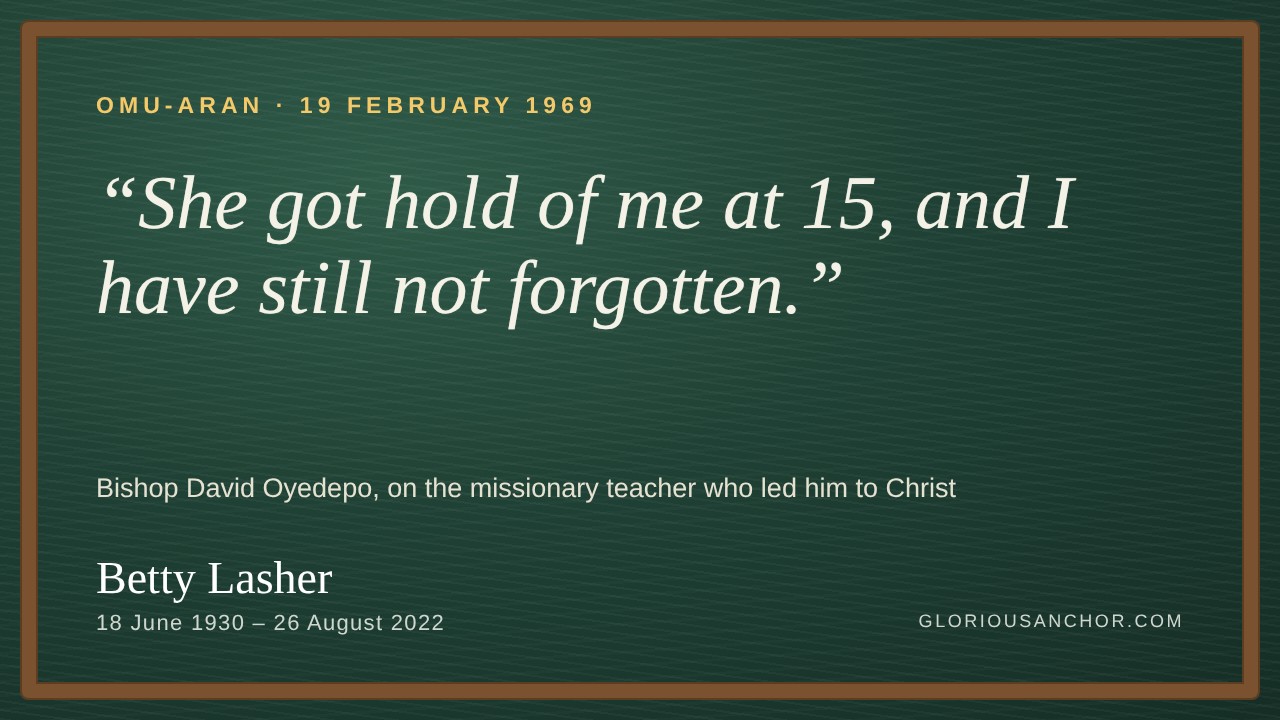 OMU-ARAN · 19 FEBRUARY 1969
“She got hold of me at 15, and I
have still not forgotten.”
Bishop David Oyedepo, on the missionary teacher who led him to Christ
Betty Lasher
18 June 1930 – 26 August 2022
GLORIOUSANCHOR.COM